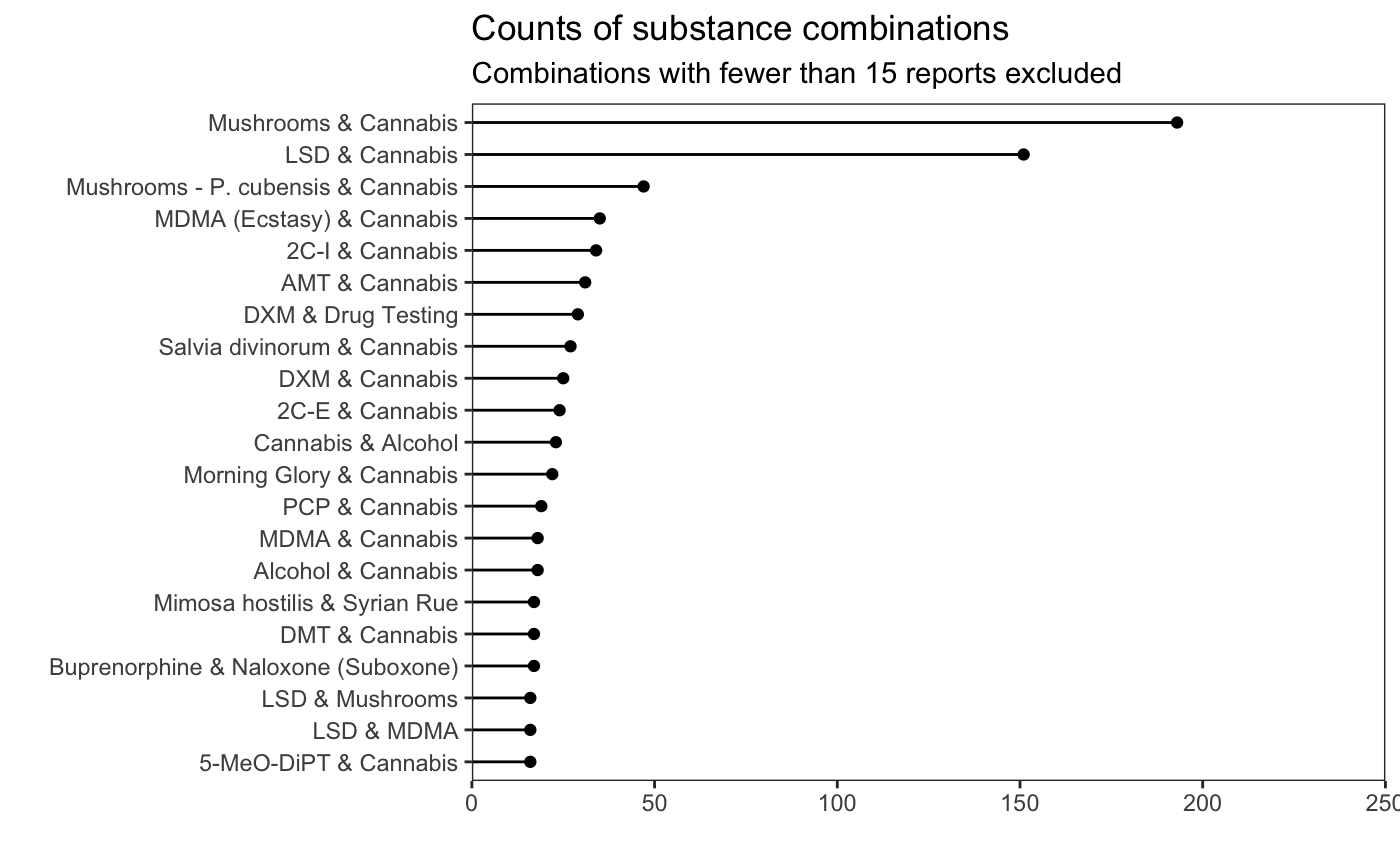 Counts of substance combinations
Combinations with fewer than 15 reports excluded
Mushrooms & Cannabis
LSD & Cannabis
Mushrooms - P. cubensis & Cannabis
MDMA (Ecstasy) & Cannabis
2C-I & Cannabis
AMT & Cannabis
DXM & Drug Testing
Salvia divinorum & Cannabis
DXM & Cannabis
2C-E & Cannabis
Cannabis & Alcohol
Morning Glory & Cannabis
PCP & Cannabis
MDMA & Cannabis
Alcohol & Cannabis
Mimosa hostilis & Syrian Rue
DMT & Cannabis
Buprenorphine & Naloxone (Suboxone)
LSD & Mushrooms
LSD & MDMA
5-MeO-DiPT & Cannabis
0 50 100 150 200 250